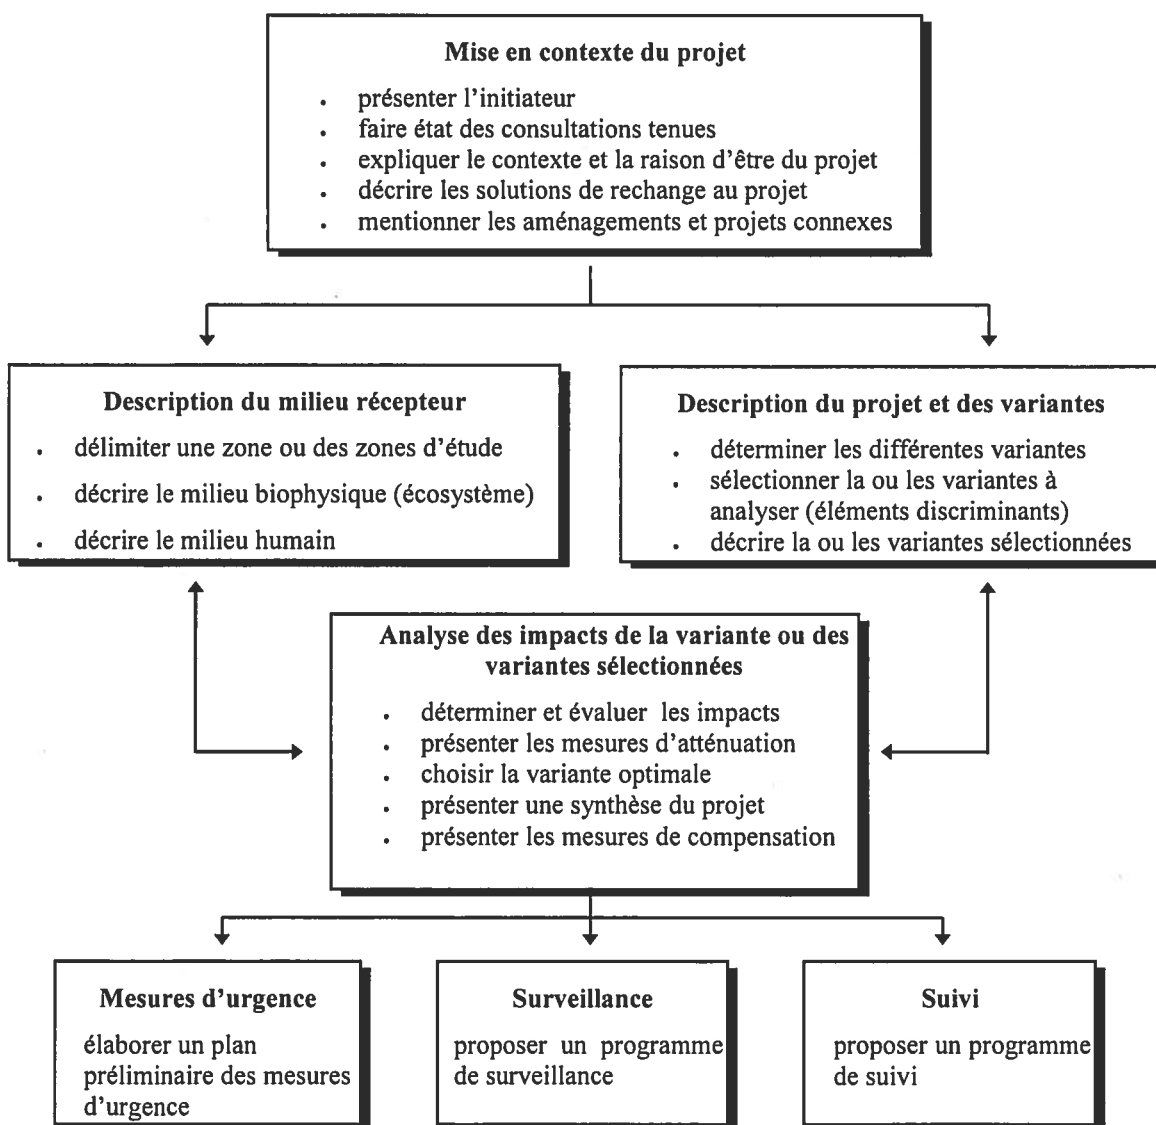 Mise en contexte du projet
• présenter l'initiateur
• faire état des consultations tenues
• expliquer le contexte et la raison d'être du projet
• décrire les solutions de rechange au projet
• mentionner les aménagements et projets connexes
Description du milieu récepteur
• délimiter une zone ou des zones d'étude
• décrire le milieu biophysique (écosystème)
• décrire le milieu humain
Description du projet et des variantes
• déterminer les différentes variantes
• sélectionner la ou les variantes à
analyser (éléments discriminants)
• décrire la ou les variantes sélectionnées
Analyse des impacts de la variante ou des
variantes sélectionnées
• déterminer et évaluer les impacts
• présenter les mesures d'atténuation
• choisir la variante optimale
• présenter une synthèse du projet
• présenter les mesures de compensation
Mesures d'urgence
élaborer un plan
préliminaire des mesures
d'urgence
Surveillance
proposer un programme
de surveillance
Suivi
proposer un programme
de suivi